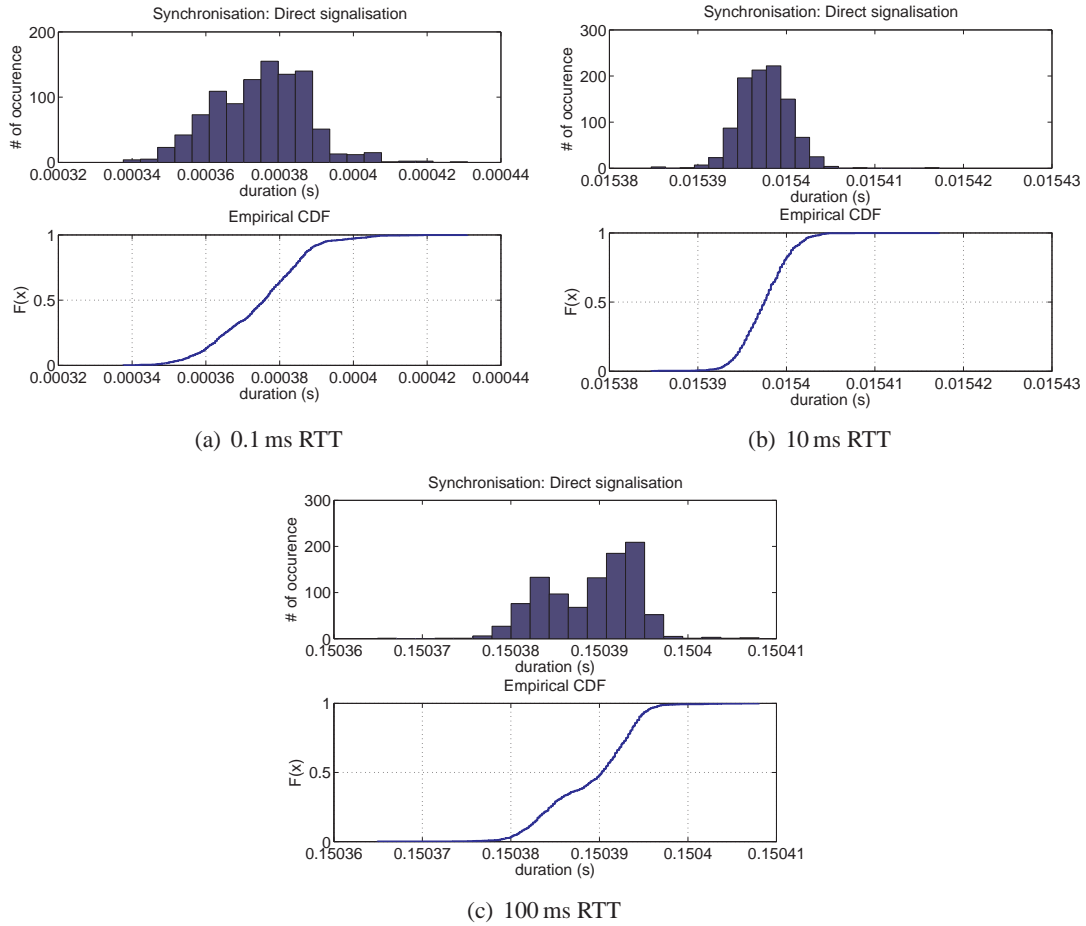 Synchronisation: Direct signalisation
200
100
0
# of occurence
0.00032 0.00034 0.00036 0.00038 0.0004 0.00042 0.00044
duration (s)
Empirical CDF
1
0.5
0
F(x)
0.00032 0.00034 0.00036 0.00038 0.0004 0.00042 0.00044
duration (s)
(a) 0.1 ms RTT
Synchronisation: Direct signalisation
300
200
100
0
# of occurence
0.01538 0.01539 0.0154 0.01541 0.01542 0.01543
duration (s)
Empirical CDF
1
0.5
0
F(x)
0.01538 0.01539 0.0154 0.01541 0.01542 0.01543
duration (s)
(b) 10 ms RTT
Synchronisation: Direct signalisation
300
200
100
0
# of occurence
0.15036 0.15037 0.15038 0.15039 0.1504 0.15041
duration (s)
Empirical CDF
1
0.5
0
F(x)
0.15036 0.15037 0.15038 0.15039 0.1504 0.15041
duration (s)
(c) 100 ms RTT